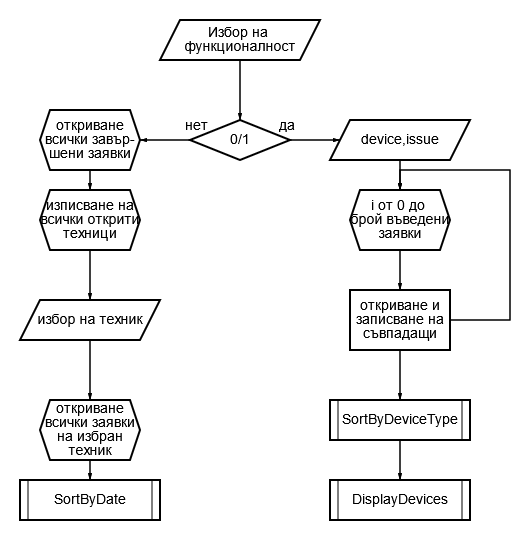 Избор на
функционалност
нет
да
0/1
откриване
всички завър-
шени заявки
device,issue
изписване на
всички открити
техници
i от 0 до
брой въведени
заявки
избор на техник
откриване и
записване на
съвпадащи
откриване
всички заявки
на избран
техник
SortByDeviceType
SortByDate
DisplayDevices